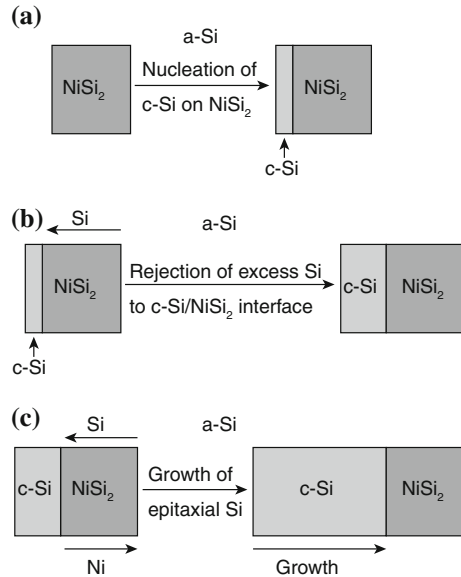 (a)
a-Si
NiSi₂
Nucleation of
c-Si on NiSi₂
NiSi₂
c-Si
(b)
Si
a-Si
NiSi₂
Rejection of excess Si
to c-Si/NiSi₂ interface
c-Si
NiSi₂
c-Si
(c)
Si
a-Si
c-Si
NiSi₂
Growth of
epitaxial Si
c-Si
NiSi₂
Ni
Growth